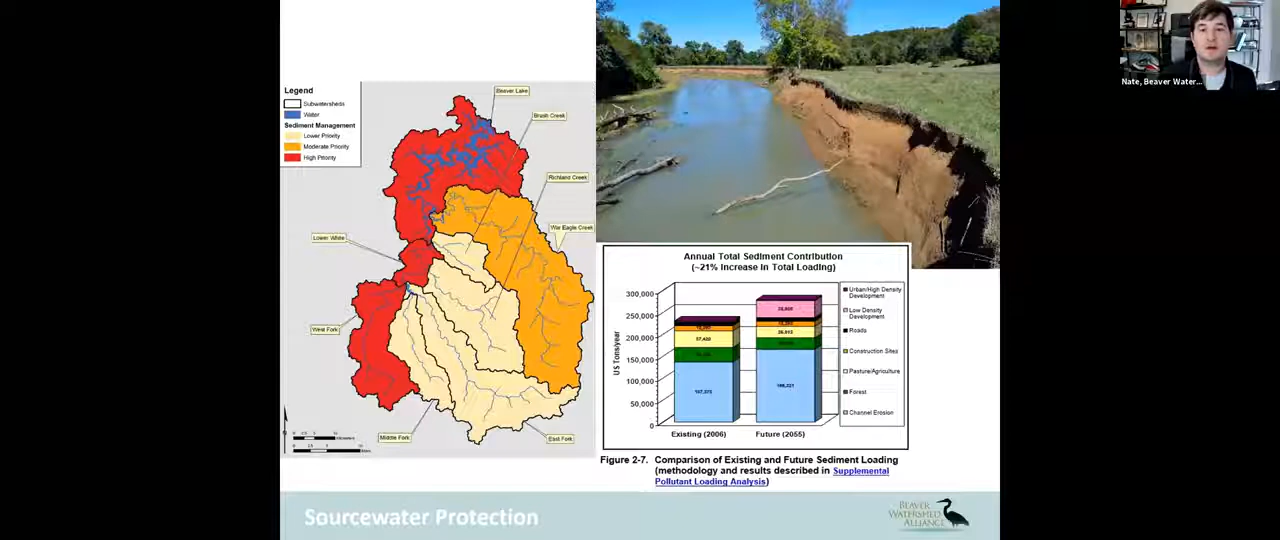 Legend
Subwatersheds
Water
Sediment Management
Lower Priority
Moderate Priority
High Priority
Beaver Lake
Brush Creek
Richland Creek
War Eagle Creek
Lower White
West Fork
Middle Fork
East Fork
Nate, Beaver Water...
Annual Total Sediment Contribution
(~21% Increase in Total Loading)
US Tons/year
300,000
250,000
200,000
150,000
100,000
50,000
0
Existing (2006)
Future (2055)
Urban/High Density
Development
Low Density
Development
Roads
Construction Sites
Pasture/Agriculture
Forest
Channel Erosion
Figure 2-7. Comparison of Existing and Future Sediment Loading
(methodology and results described in Supplemental
Pollutant Loading Analysis)
Sourcewater Protection
BEAVER
WATERSHED
ALLIANCE